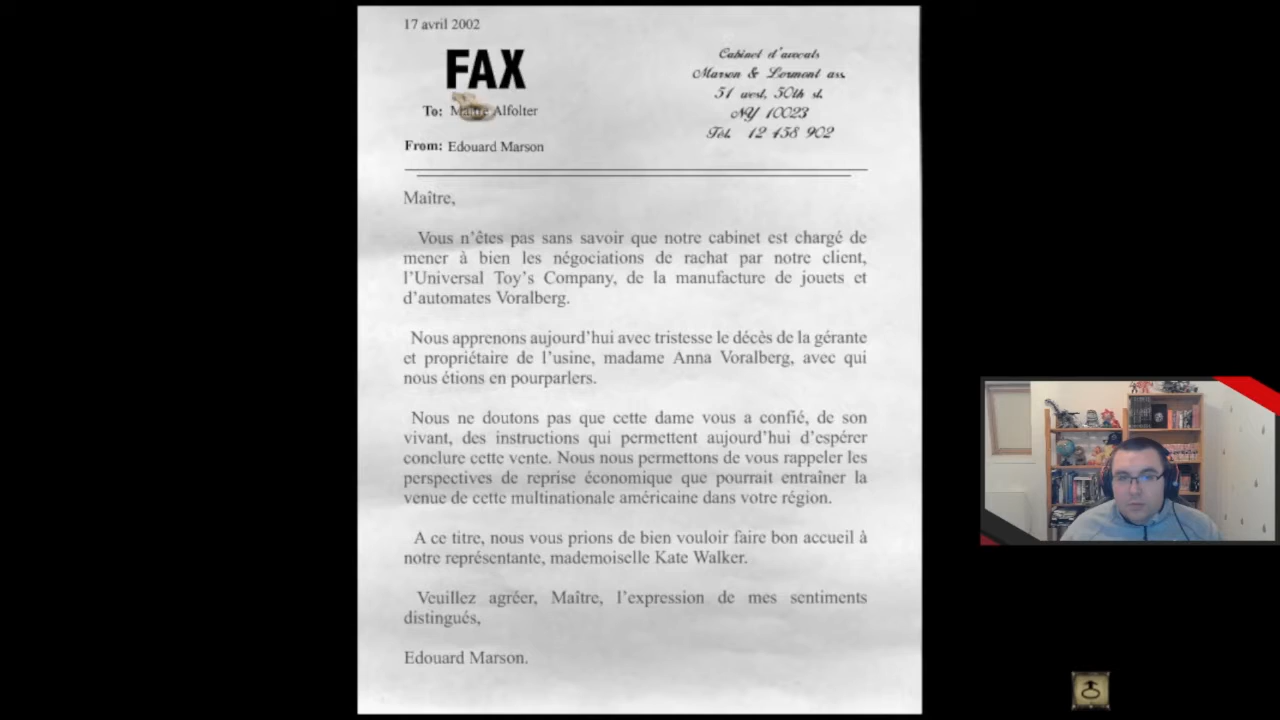 17 avril 2002
FAX
To: Maître Alfolter
From: Edouard Marson
Cabinet d'avocats
Marson & Lormont ass.
51 west, 50th st.
NY 10023
Tél. 12 458 902
Maître,
Vous n'êtes pas sans savoir que notre cabinet est chargé de
mener à bien les négociations de rachat par notre client,
l'Universal Toy's Company, de la manufacture de jouets et
d'automates Voralberg.
Nous apprenons aujourd'hui avec tristesse le décès de la gérante
et propriétaire de l'usine, madame Anna Voralberg, avec qui
nous étions en pourparlers.
Nous ne doutons pas que cette dame vous a confié, de son
vivant, des instructions qui permettent aujourd'hui d'espérer
conclure cette vente. Nous nous permettons de vous rappeler les
perspectives de reprise économique que pourrait entraîner la
venue de cette multinationale américaine dans votre région.
A ce titre, nous vous prions de bien vouloir faire bon accueil à
notre représentante, mademoiselle Kate Walker.
Veuillez agréer, Maître, l'expression de mes sentiments
distingués,
Edouard Marson.